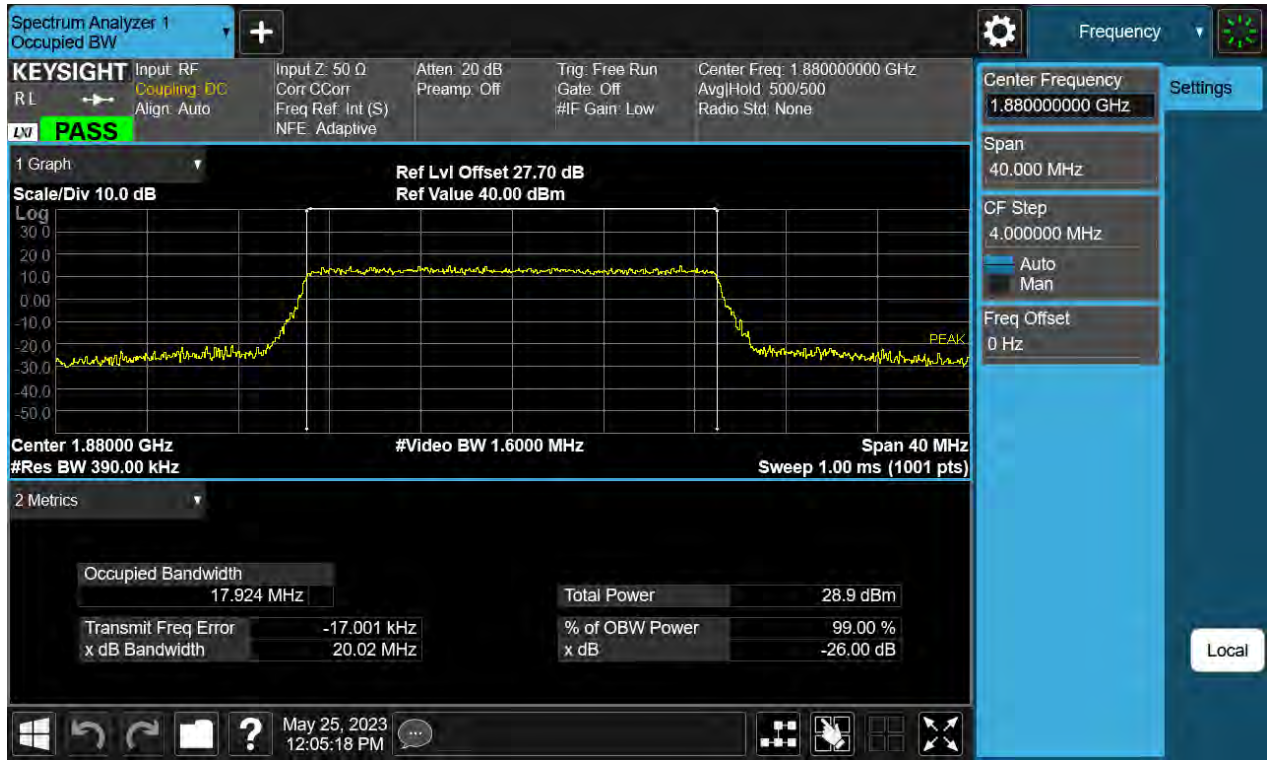 Spectrum Analyzer 1
Occupied BW
+
Frequency
KEYSIGHT
RL
LXI
PASS
Input: RF
Coupling: DC
Align: Auto
Input Z: 50 Ω
Corr CCorr
Freq Ref: Int (S)
NFE: Adaptive
Atten: 20 dB
Preamp: Off
Trig: Free Run
Gate: Off
#IF Gain: Low
Center Freq: 1.880000000 GHz
Avg|Hold: 500/500
Radio Std: None
1 Graph
Scale/Div 10.0 dB
Ref Lvl Offset 27.70 dB
Ref Value 40.00 dBm
Log
30.0
20.0
10.0
0.00
-10.0
-20.0
-30.0
-40.0
-50.0
PEAK
Center 1.88000 GHz
#Video BW 1.6000 MHz
Span 40 MHz
#Res BW 390.00 kHz
Sweep 1.00 ms (1001 pts)
2 Metrics
Occupied Bandwidth
17.924 MHz
Total Power 28.9 dBm
Transmit Freq Error -17.001 kHz
% of OBW Power 99.00 %
x dB Bandwidth 20.02 MHz
x dB -26.00 dB
Center Frequency
1.880000000 GHz
Settings
Span
40.000 MHz
CF Step
4.000000 MHz
Auto
Man
Freq Offset
0 Hz
Local
?
May 25, 2023
12:05:18 PM